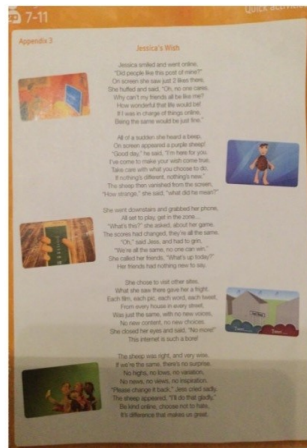 7-11
Quick activities
Appendix 3
Jessica's Wish
Jessica smiled and went online,
"Did people like this post of mine?"
On screen she saw just 2 likes there,
She huffed and said, "Oh, no one cares,
Why can't my friends all be like me?
How wonderful that life would be!
If I was in charge of things online,
Being the same would be just fine."
All of a sudden she heard a beep,
On screen appeared a purple sheep!
"Good day," he said, "I'm here for you,
I've come to make your wish come true,
Take care with what you choose to do,
If nothing's different, nothing's new."
The sheep then vanished from the screen,
"How strange," she said, "what did he mean?"
She went downstairs and grabbed her phone,
All set to play, get in the zone...
"What's this?" she asked, about her game,
The scores had changed, they're all the same.
"Oh," said Jess, and had to grin,
"We're all the same, no one can win."
She called her friends, "What's up today?"
Her friends had nothing new to say.
She chose to visit other sites,
What she saw there gave her a fright,
Each film, each pic, each word, each tweet,
From every house in every street,
Was just the same, with no new voices,
No new content, no new choices,
She closed her eyes and said, "No more!"
This internet is such a bore!
The sheep was right, and very wise,
If we're the same, there's no surprise,
No highs, no lows, no variation,
No news, no views, no inspiration.
"Please change it back," Jess cried sadly,
The sheep appeared, "I'll do that gladly,"
Be kind online; choose not to hate,
It's difference that makes us great.